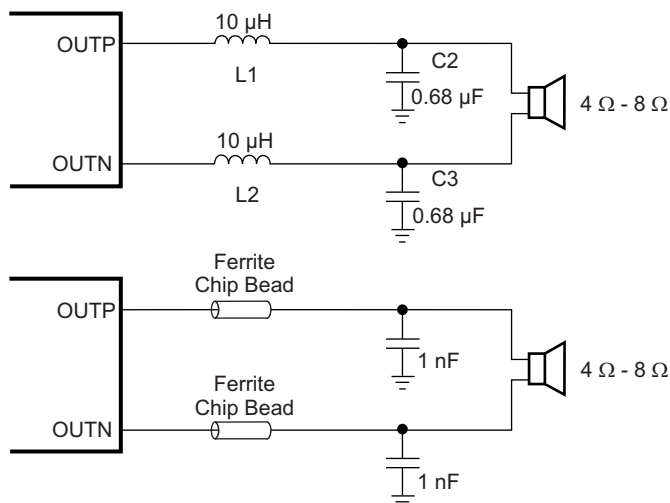 10 µH
OUTP
L1
C2
0.68 µF
4 Ω - 8 Ω
10 µH
OUTN
L2
C3
0.68 µF
Ferrite
Chip Bead
OUTP
1 nF
4 Ω - 8 Ω
Ferrite
Chip Bead
OUTN
1 nF